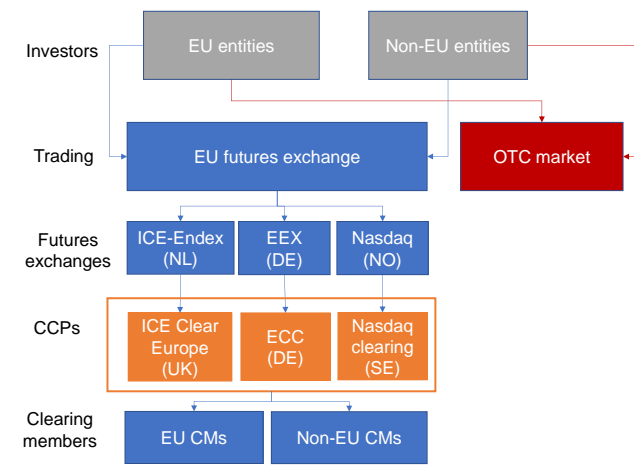 Investors
EU entities
Non-EU entities
Trading
EU futures exchange
OTC market
Futures
exchanges
ICE-Endex
(NL)
EEX
(DE)
Nasdaq
(NO)
CCPs
ICE Clear
Europe
(UK)
ECC
(DE)
Nasdaq
clearing
(SE)
Clearing
members
EU CMs
Non-EU CMs